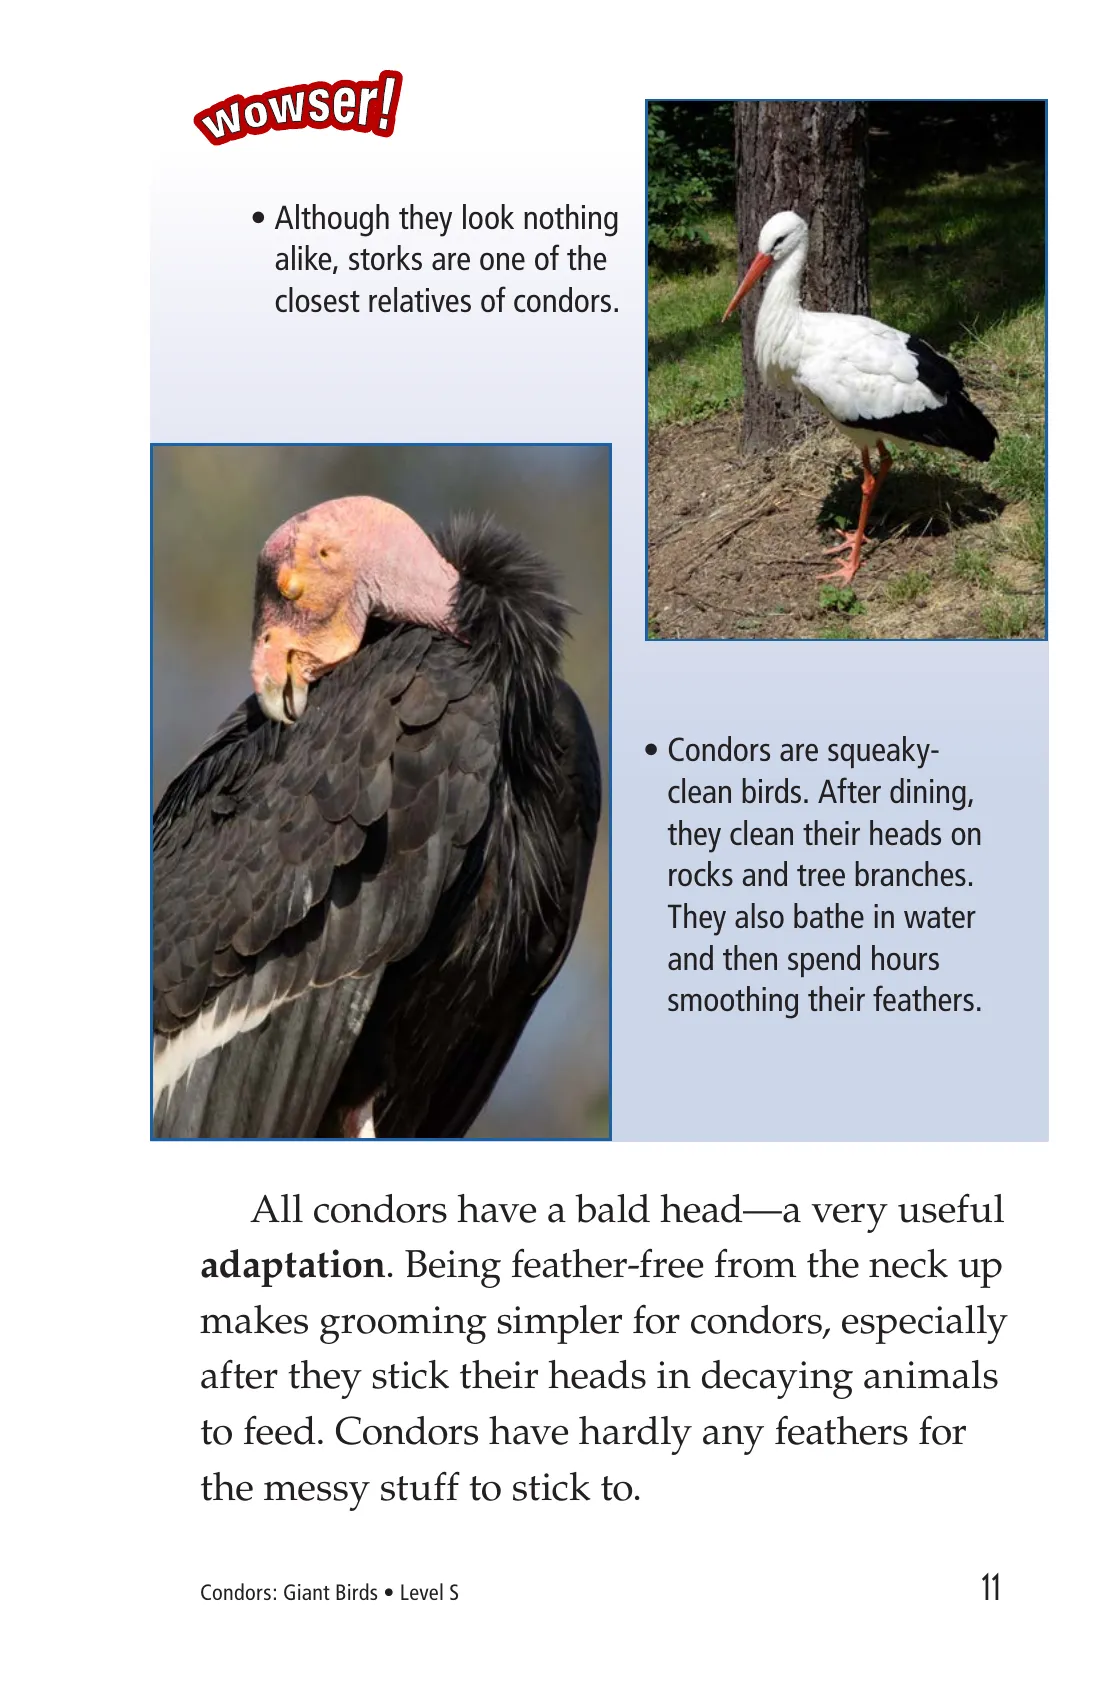 Wowser!
• Although they look nothing
alike, storks are one of the
closest relatives of condors.
• Condors are squeaky-
clean birds. After dining,
they clean their heads on
rocks and tree branches.
They also bathe in water
and then spend hours
smoothing their feathers.
All condors have a bald head—a very useful
adaptation. Being feather-free from the neck up
makes grooming simpler for condors, especially
after they stick their heads in decaying animals
to feed. Condors have hardly any feathers for
the messy stuff to stick to.
Condors: Giant Birds • Level S
11